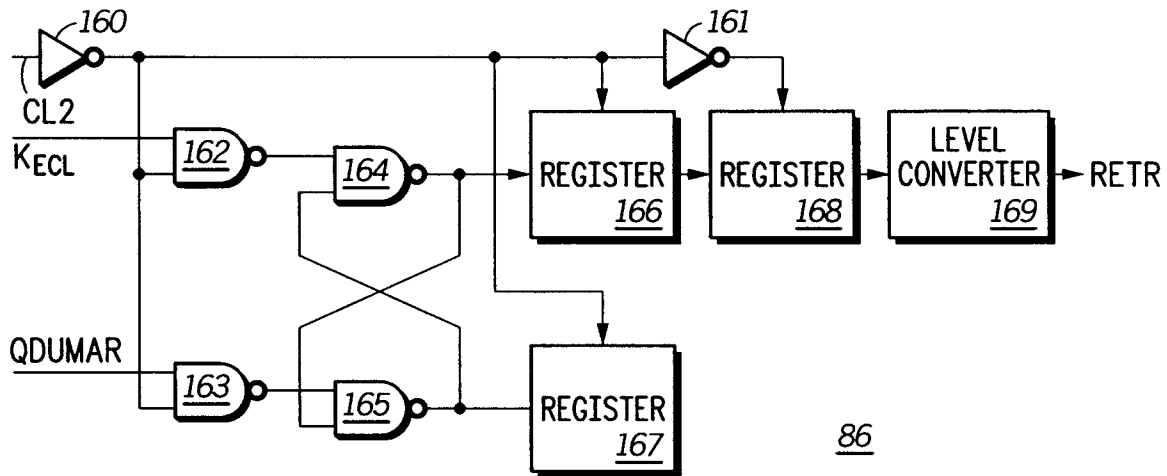 160
161
CL2
KECL
162
164
REGISTER
166
REGISTER
168
LEVEL
CONVERTER
169
RETR
QDUMAR
163
165
REGISTER
167
86